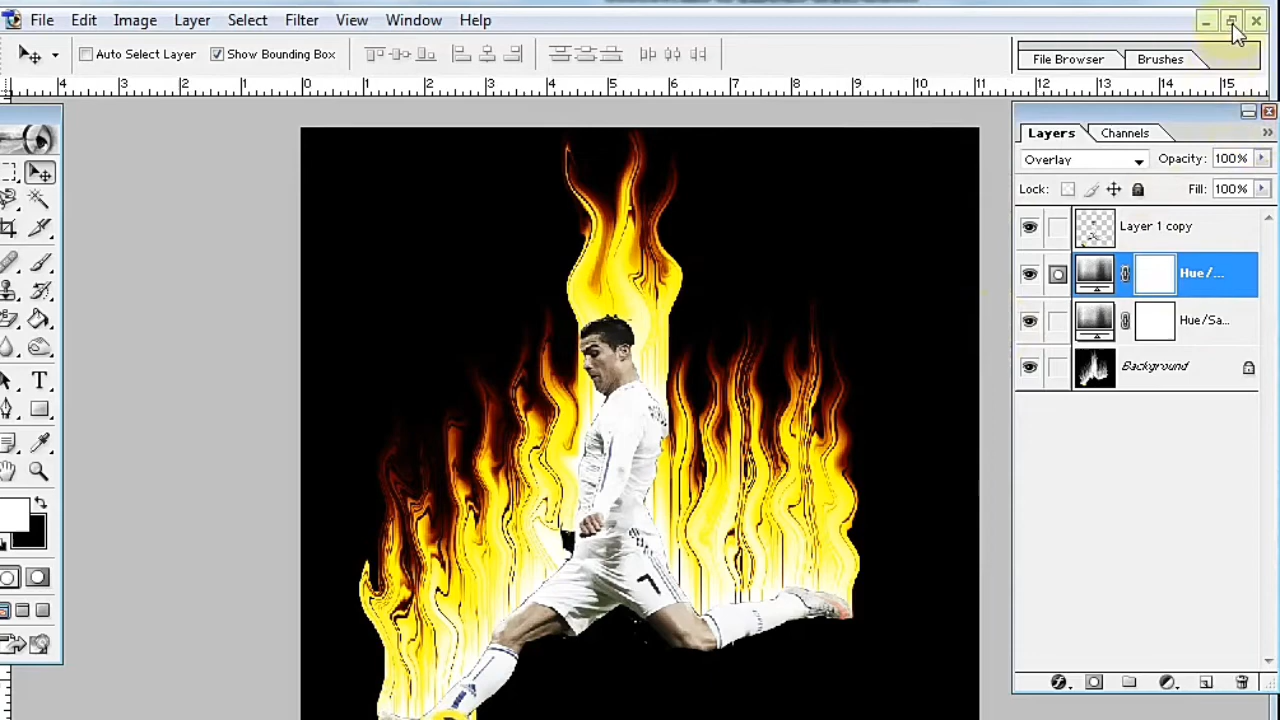 File Edit Image Layer Select Filter View Window Help
Auto Select Layer Show Bounding Box File Browser Brushes
4 3 2 1 0 1 2 3 4 5 6 7 8 9 10 11 12 13 14 15
Layers Channels
Overlay Opacity: 100%
Lock: Fill: 100%
Layer 1 copy
Hue/...
Hue/Sa...
Background
T
7